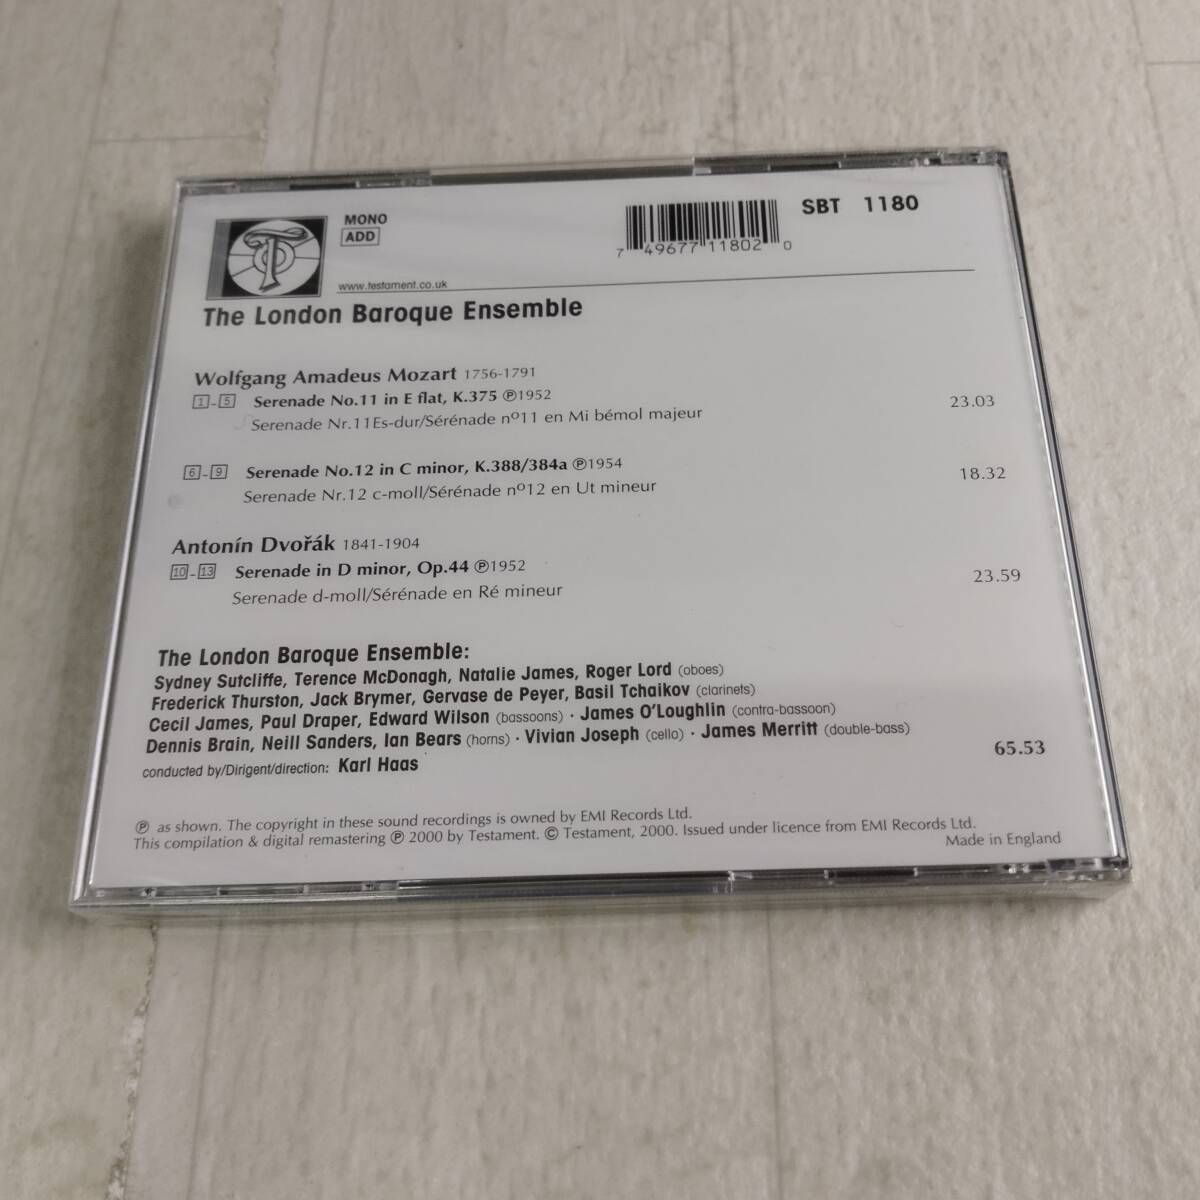 MONO
ADD
www.testament.co.uk
7 49677 11802 0
SBT 1180
The London Baroque Ensemble
Wolfgang Amadeus Mozart 1756-1791
1-5 Serenade No.11 in E flat, K.375 ℗1952
23.03
Serenade Nr.11Es-dur/Sérénade nº11 en Mi bémol majeur
6-9 Serenade No.12 in C minor, K.388/384a ℗1954
18.32
Serenade Nr.12 c-moll/Sérénade nº12 en Ut mineur
Antonín Dvořák 1841-1904
10-13 Serenade in D minor, Op.44 ℗1952
23.59
Serenade d-moll/Sérénade en Ré mineur
The London Baroque Ensemble:
Sydney Sutcliffe, Terence McDonagh, Natalie James, Roger Lord (oboes)
Frederick Thurston, Jack Brymer, Gervase de Peyer, Basil Tchaikov (clarinets)
Cecil James, Paul Draper, Edward Wilson (bassoons) · James O'Loughlin (contra-bassoon)
Dennis Brain, Neill Sanders, Ian Bears (horns) · Vivian Joseph (cello) · James Merritt (double-bass)
65.53
conducted by/Dirigent/direction: Karl Haas
℗ as shown. The copyright in these sound recordings is owned by EMI Records Ltd.
This compilation & digital remastering ℗ 2000 by Testament. © Testament, 2000. Issued under licence from EMI Records Ltd.
Made in England